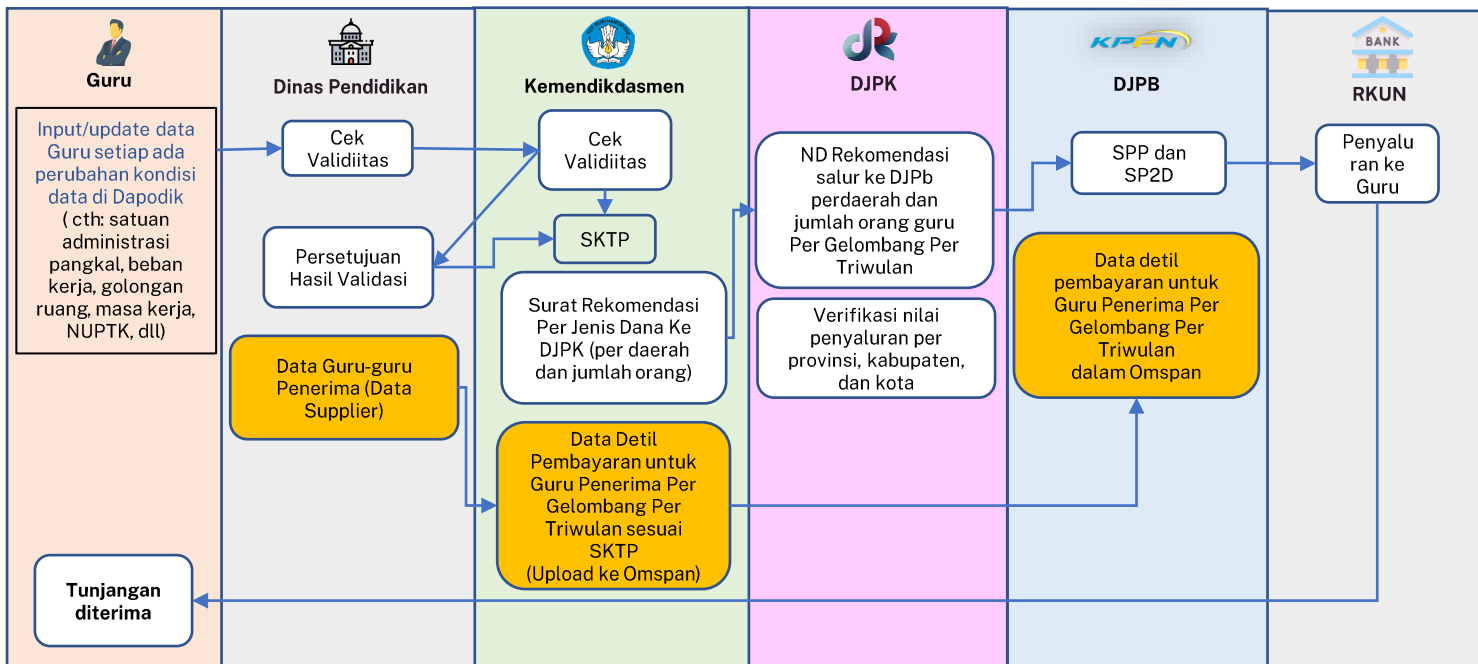 Guru
Input/update data
Guru setiap ada
perubahan kondisi
data di Dapodik
( cth: satuan
administrasi
pangkal, beban
kerja, golongan
ruang, masa kerja,
NUPTK, dll)
Tunjangan
diterima
Dinas Pendidikan
Cek
Validiitas
Persetujuan
Hasil Validasi
Data Guru-guru
Penerima (Data
Supplier)
Kemendikdasmen
Cek
Validiitas
SKTP
Surat Rekomendasi
Per Jenis Dana Ke
DJPK (per daerah
dan jumlah orang)
Data Detil
Pembayaran untuk
Guru Penerima Per
Gelombang Per
Triwulan sesuai
SKTP
(Upload ke Omspan)
DJPK
ND Rekomendasi
salur ke DJPb
perdaerah dan
jumlah orang guru
Per Gelombang Per
Triwulan
Verifikasi nilai
penyaluran per
provinsi, kabupaten,
dan kota
KPPN
DJPB
SPP dan
SP2D
Data detil
pembayaran untuk
Guru Penerima Per
Gelombang Per
Triwulan
dalam Omspan
BANK
RKUN
Penyalu
ran ke
Guru